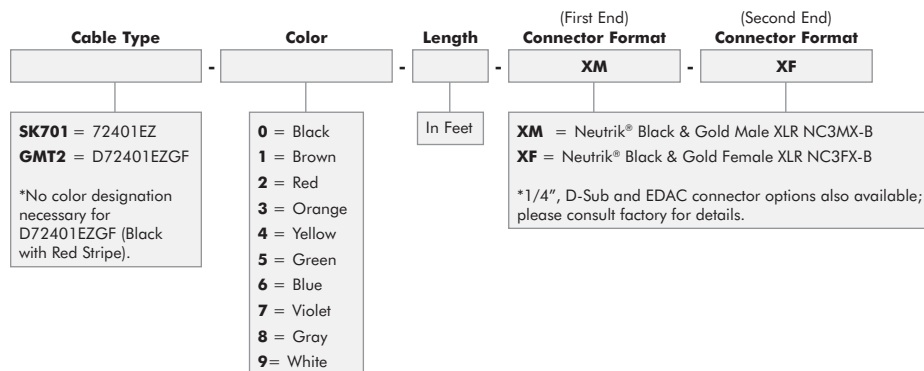 (First End)
(Second End)
Cable Type
Color
Length
Connector Format
Connector Format
-
-
-
XM
-
XF
SK701 = 72401EZ
GMT2 = D72401EZGF
*No color designation
necessary for
D72401EZGF (Black
with Red Stripe).
0 = Black
1 = Brown
2 = Red
3 = Orange
4 = Yellow
5 = Green
6 = Blue
7 = Violet
8 = Gray
9= White
In Feet
XM = Neutrik® Black & Gold Male XLR NC3MX-B
XF = Neutrik® Black & Gold Female XLR NC3FX-B
*1/4”, D-Sub and EDAC connector options also available;
please consult factory for details.